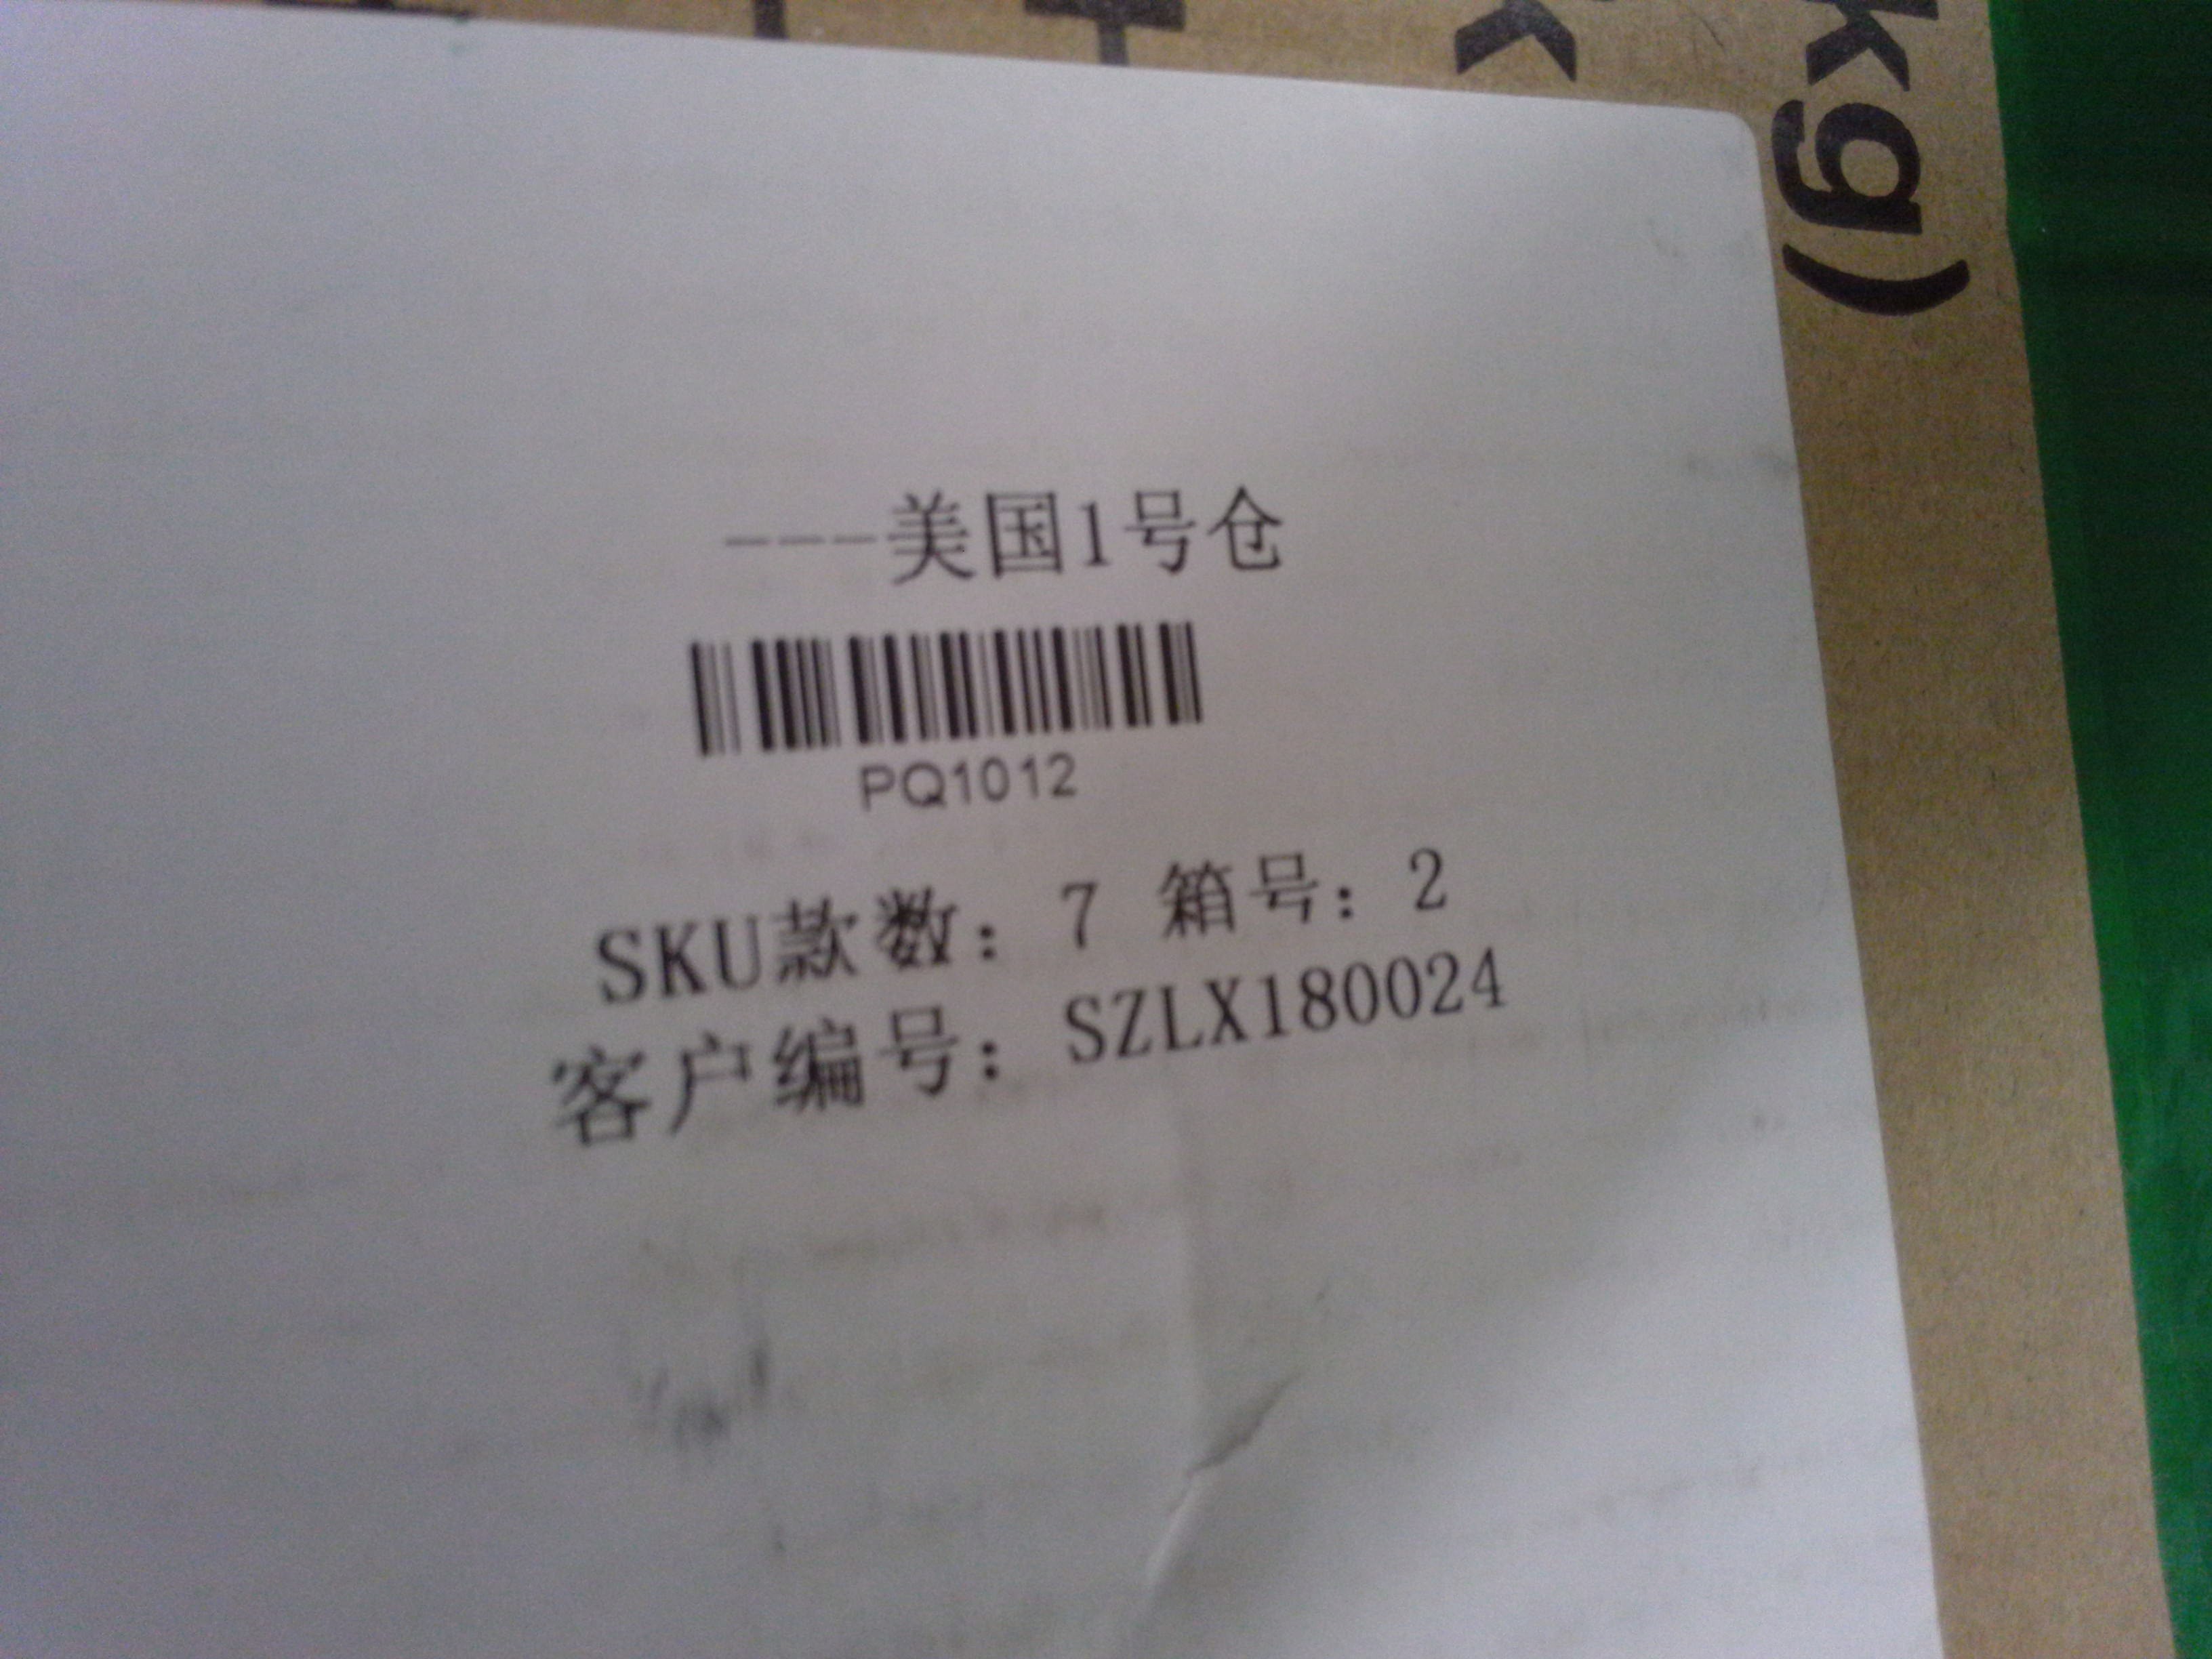 kg)
---美国1号仓
PQ1012
SKU款数：7 箱号：2
客户编号：SZLX180024